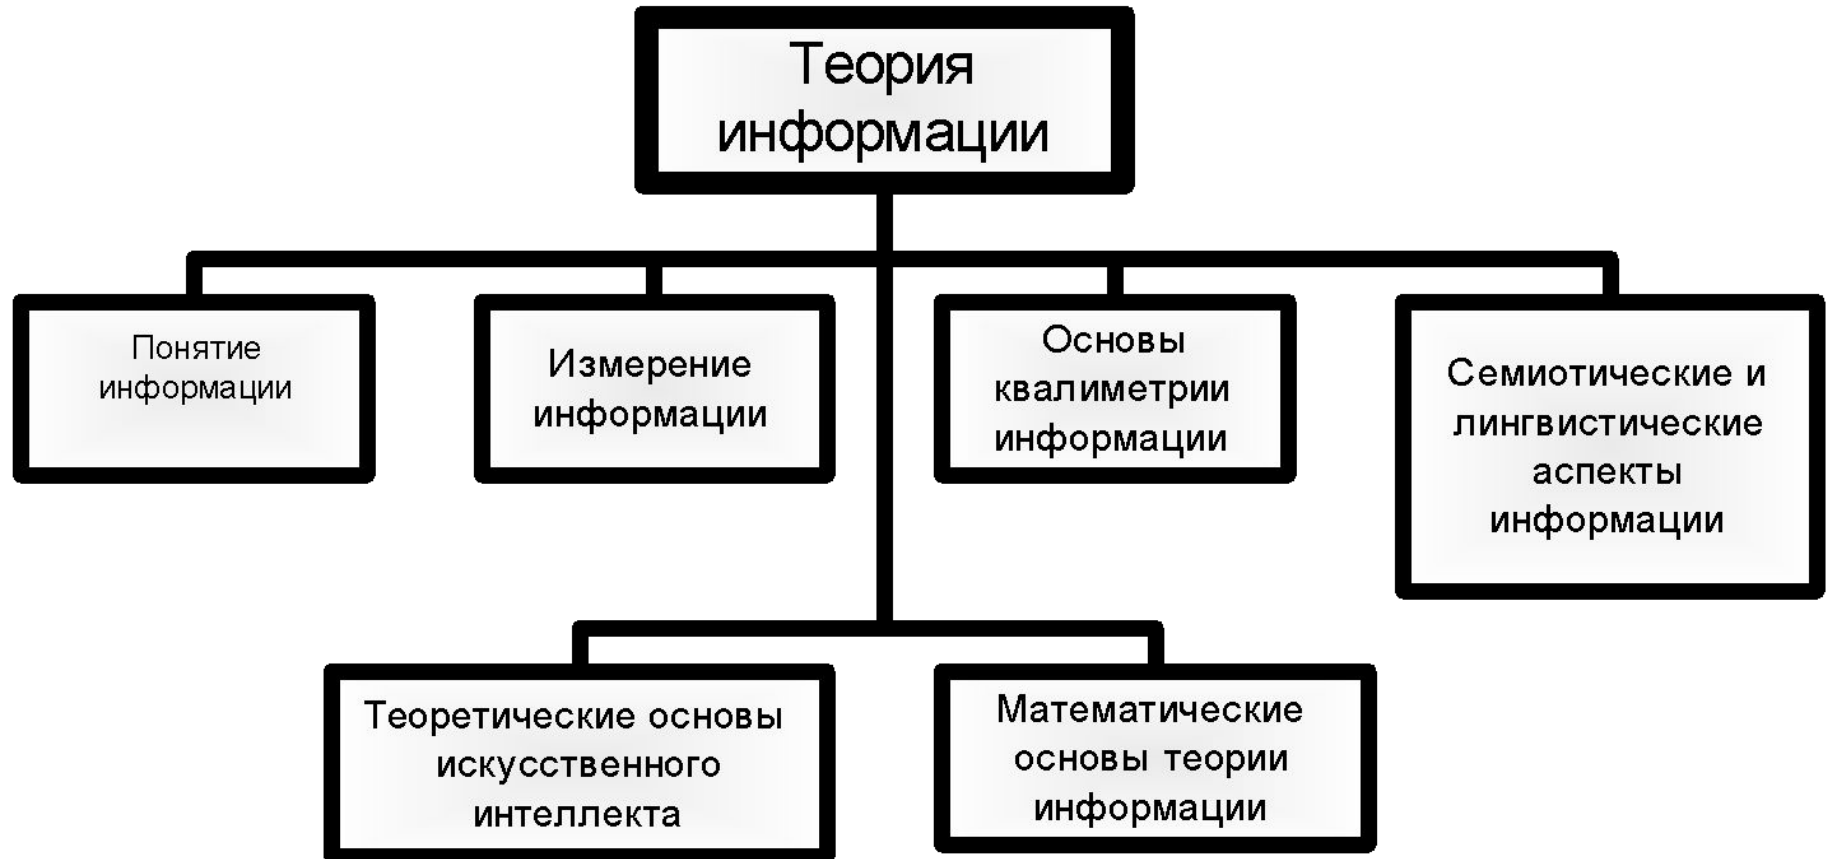 Теория
информации
Понятие
информации
Измерение
информации
Основы
квалиметрии
информации
Семиотические и
лингвистические
аспекты
информации
Теоретические основы
искусственного
интеллекта
Математические
основы теории
информации